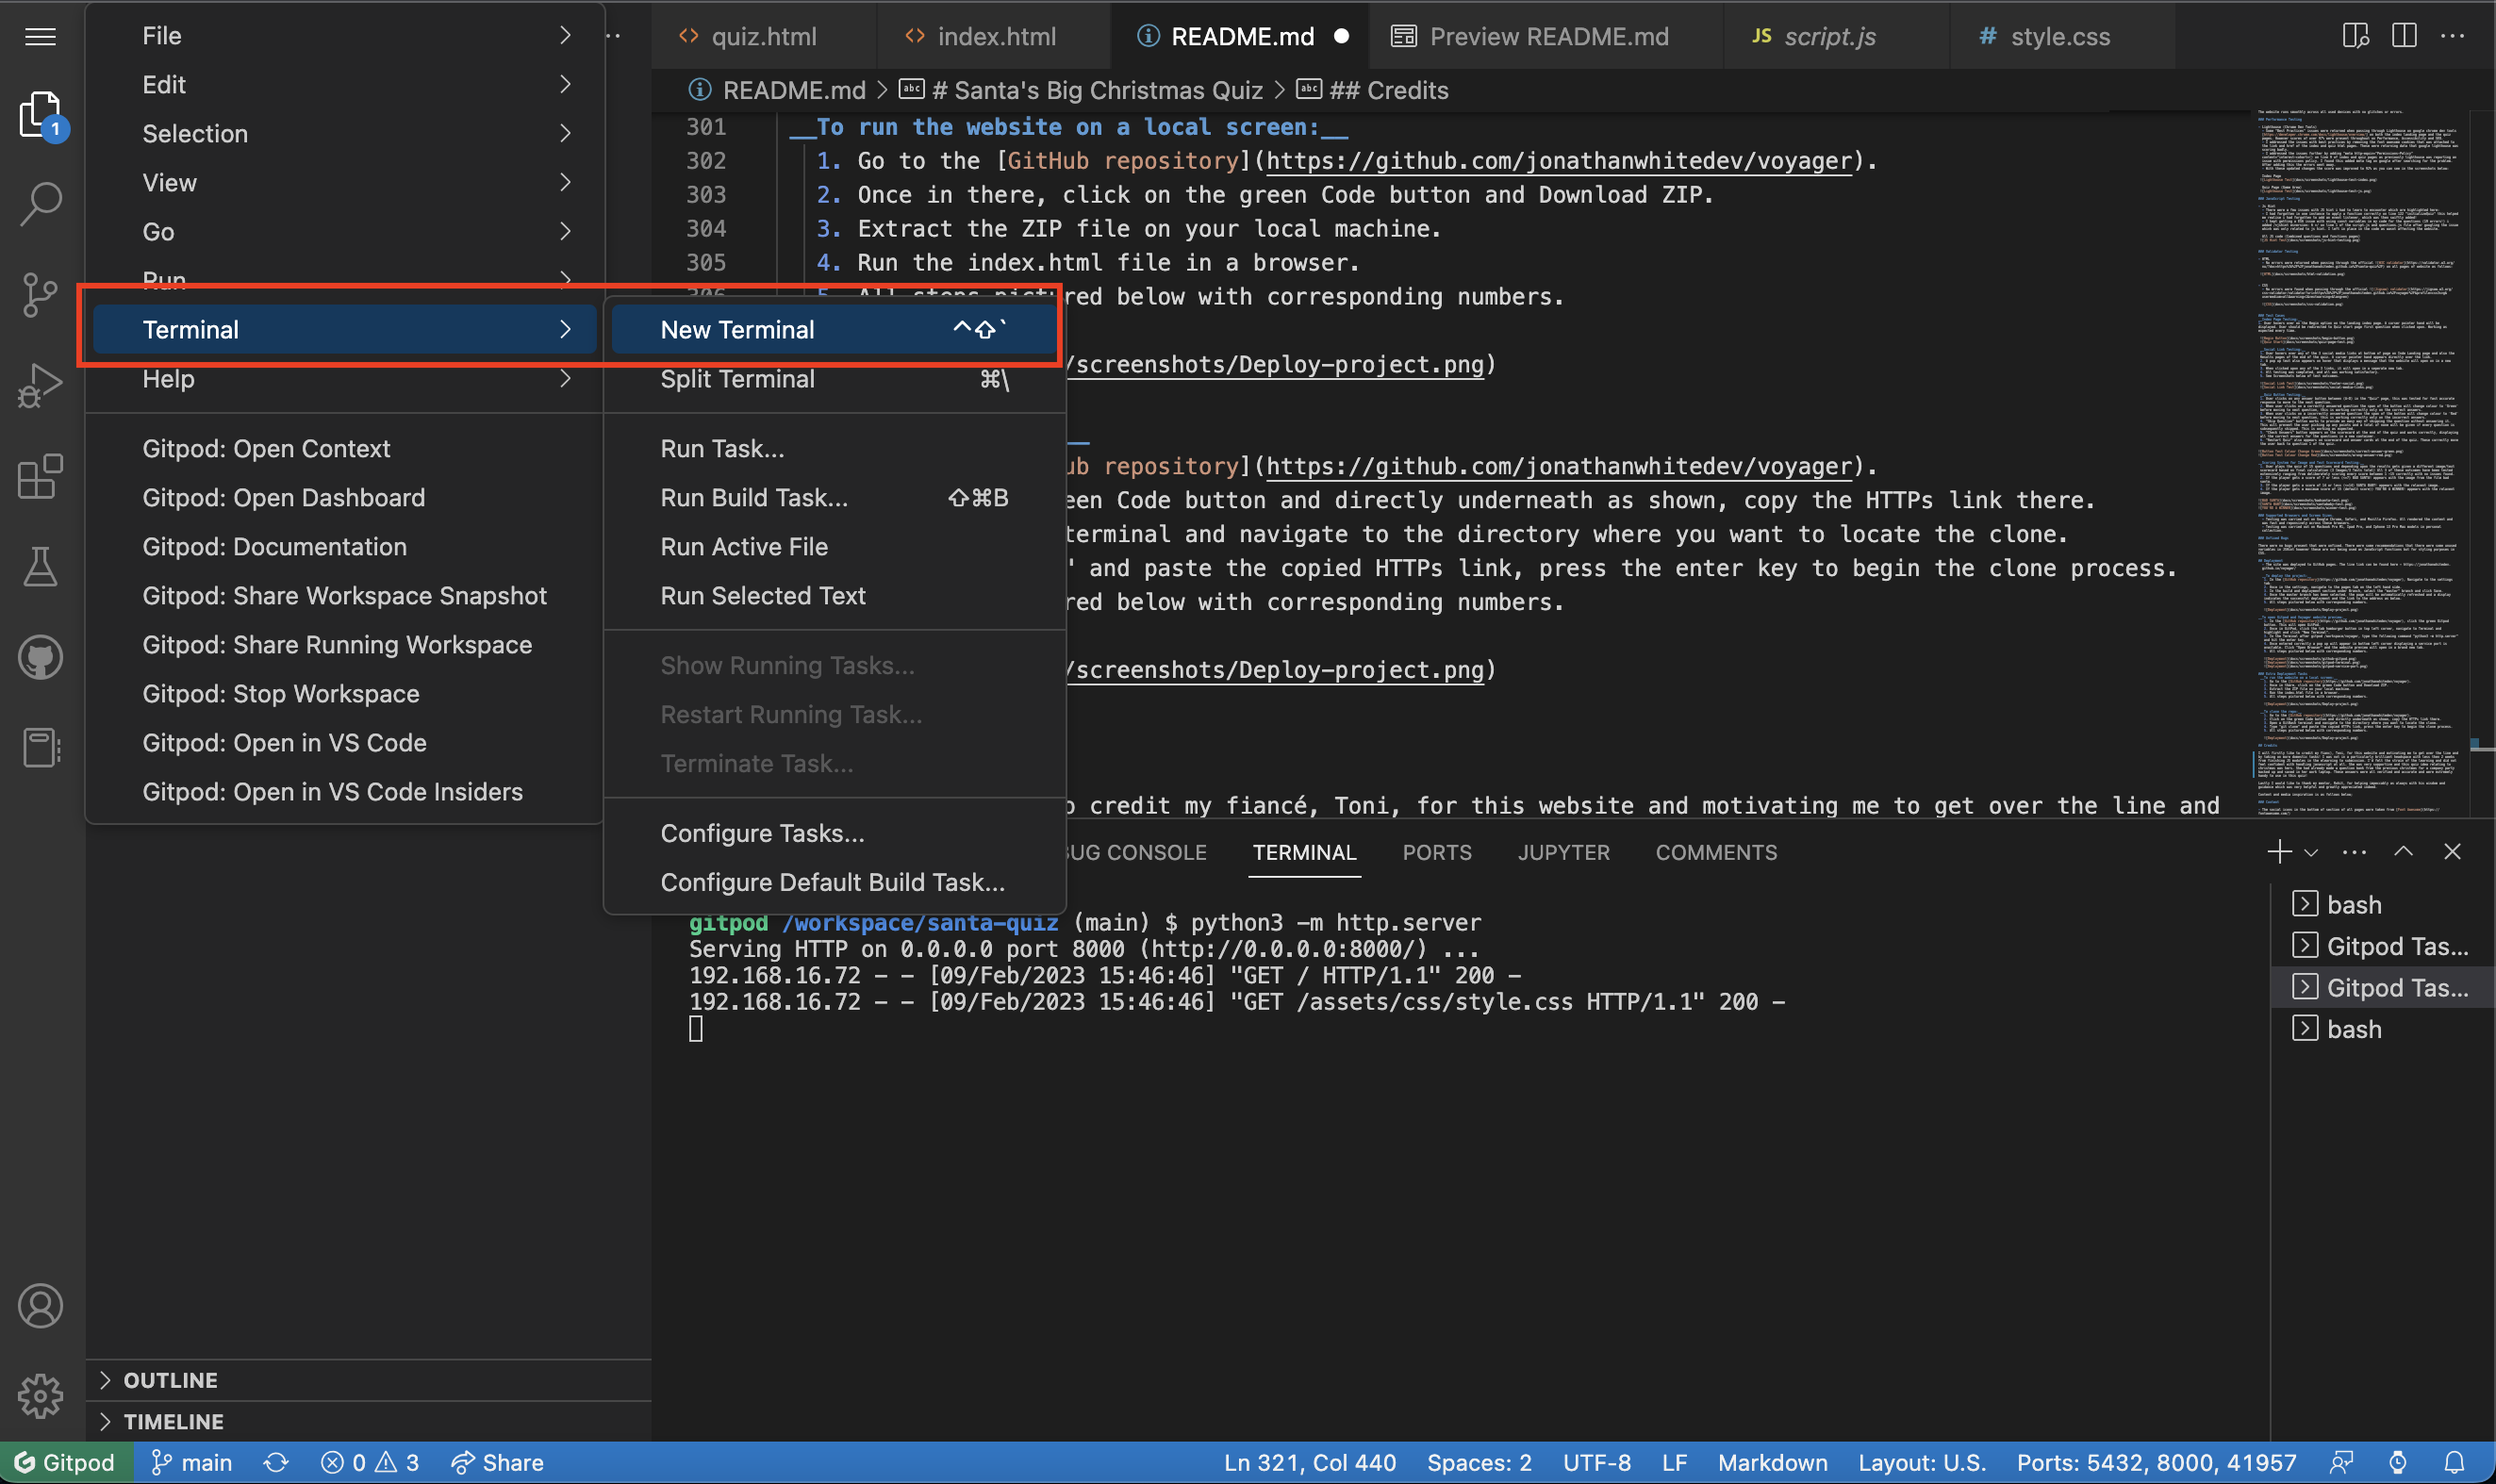 File
Edit
Selection
View
Go
Run
Terminal
Help
Gitpod: Open Context
Gitpod: Open Dashboard
Gitpod: Documentation
Gitpod: Share Workspace Snapshot
Gitpod: Share Running Workspace
Gitpod: Stop Workspace
Gitpod: Open in VS Code
Gitpod: Open in VS Code Insiders
New Terminal ^⇧`
Split Terminal ⌘\
Run Task...
Run Build Task... ⇧⌘B
Run Active File
Run Selected Text
Show Running Tasks...
Restart Running Task...
Terminate Task...
Configure Tasks...
Configure Default Build Task...
1
quiz.html index.html README.md Preview README.md JS script.js # style.css
README.md > # Santa's Big Christmas Quiz > ## Credits
301 __To run the website on a local screen:__
302 1. Go to the [GitHub repository](https://github.com/jonathanwhitedev/voyager).
303 2. Once in there, click on the green Code button and Download ZIP.
304 3. Extract the ZIP file on your local machine.
305 4. Run the index.html file in a browser.
306 5. All steps pictured below with corresponding numbers.
/screenshots/Deploy-project.png)
ub repository](https://github.com/jonathanwhitedev/voyager).
een Code button and directly underneath as shown, copy the HTTPs link there.
terminal and navigate to the directory where you want to locate the clone.
' and paste the copied HTTPs link, press the enter key to begin the clone process.
red below with corresponding numbers.
/screenshots/Deploy-project.png)
o credit my fiancé, Toni, for this website and motivating me to get over the line and
BUG CONSOLE TERMINAL PORTS JUPYTER COMMENTS
gitpod /workspace/santa-quiz (main) $ python3 -m http.server
Serving HTTP on 0.0.0.0 port 8000 (http://0.0.0.0:8000/) ...
192.168.16.72 - - [09/Feb/2023 15:46:46] "GET / HTTP/1.1" 200 -
192.168.16.72 - - [09/Feb/2023 15:46:46] "GET /assets/css/style.css HTTP/1.1" 200 -
bash
Gitpod Tas...
Gitpod Tas...
bash
OUTLINE
TIMELINE
Gitpod main 0 3 Share Ln 321, Col 440 Spaces: 2 UTF-8 LF Markdown Layout: U.S. Ports: 5432, 8000, 41957